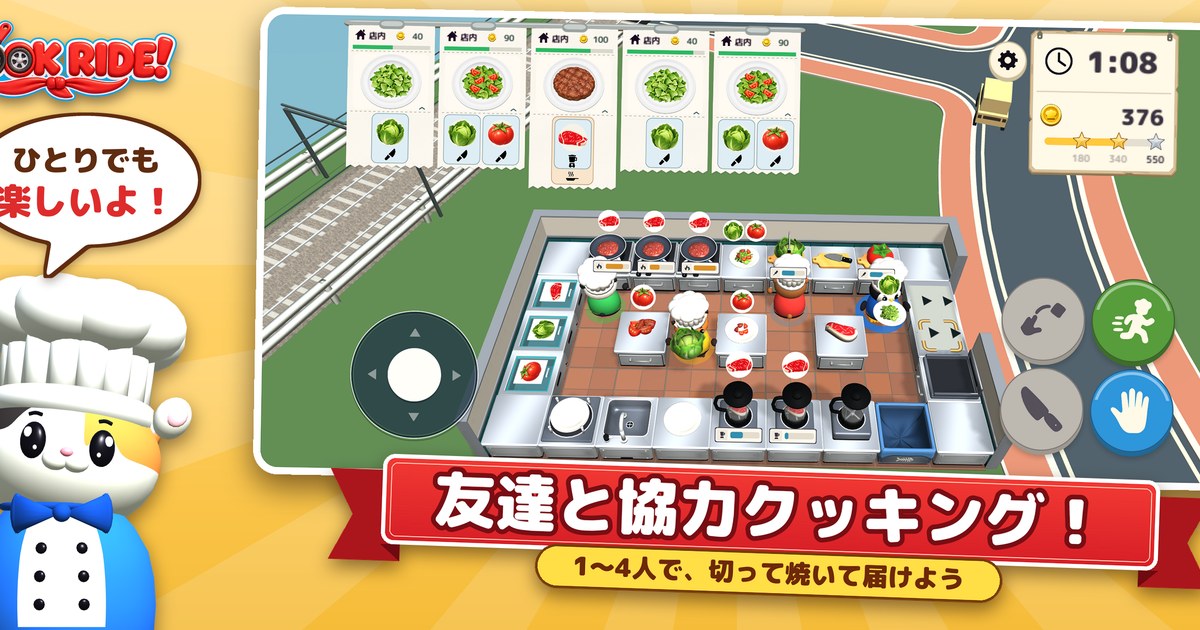 OOK RIDE!
ひとりでも
楽しいよ！
店内 40
店内 90
店内 100
店内 40
店内 90
1:08
376
180 340 550
友達と協力クッキング！
1〜4人で、切って焼いて届けよう